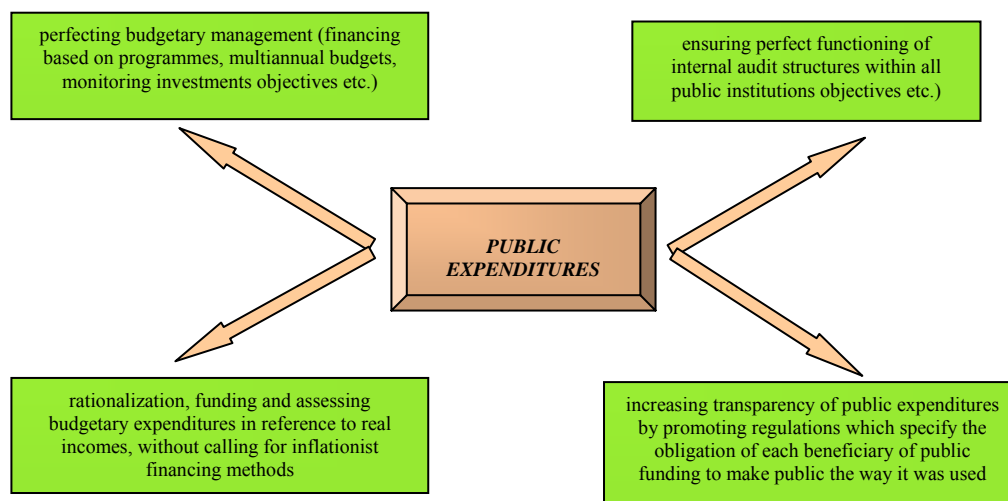 perfecting budgetary management (financing
based on programmes, multiannual budgets,
monitoring investments objectives etc.)
ensuring perfect functioning of
internal audit structures within all
public institutions objectives etc.)
PUBLIC
EXPENDITURES
rationalization, funding and assessing
budgetary expenditures in reference to real
incomes, without calling for inflationist
financing methods
increasing transparency of public expenditures
by promoting regulations which specify the
obligation of each beneficiary of public
funding to make public the way it was used